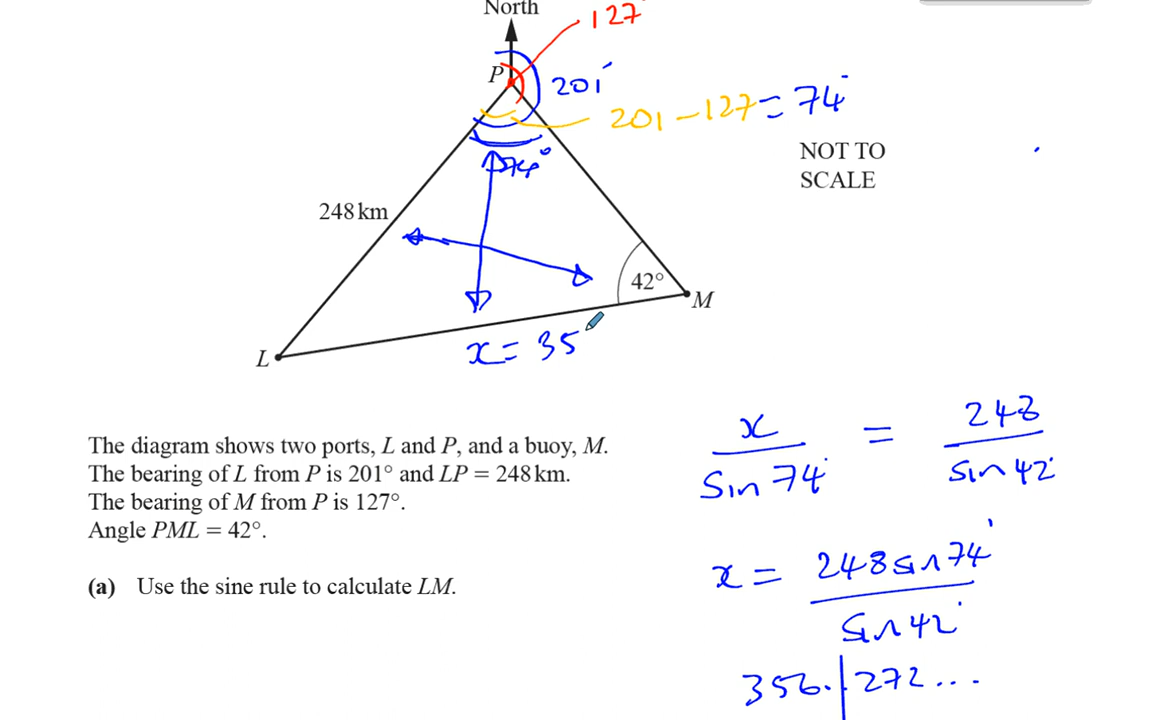 North
127
P
201°
201 - 127 = 74°
NOT TO
SCALE
74°
248 km
42°
M
x = 35
L
x / sin 74° = 248 / sin 42°
The diagram shows two ports, L and P, and a buoy, M.
The bearing of L from P is 201° and LP = 248 km.
The bearing of M from P is 127°.
Angle PML = 42°.
x = 248 sin 74° / sin 42°
(a) Use the sine rule to calculate LM.
356.|272...